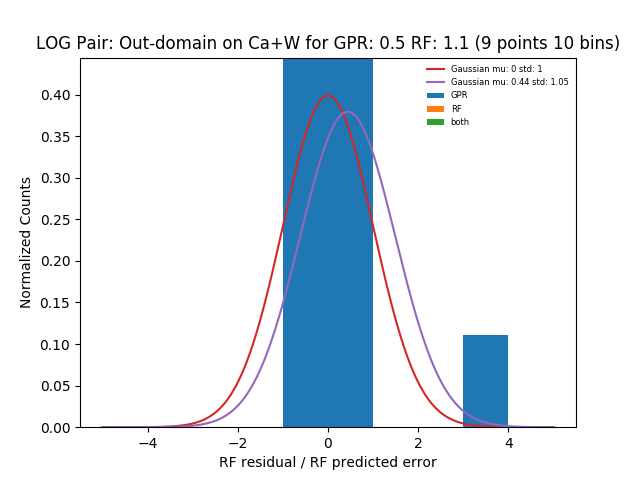 LOG Pair: Out-domain on Ca+W for GPR: 0.5 RF: 1.1 (9 points 10 bins)
Gaussian mu: 0 std: 1
Gaussian mu: 0.44 std: 1.05
GPR
RF
both
Normalized Counts
0.40
0.35
0.30
0.25
0.20
0.15
0.10
0.05
0.00
−4 −2 0 2 4
RF residual / RF predicted error